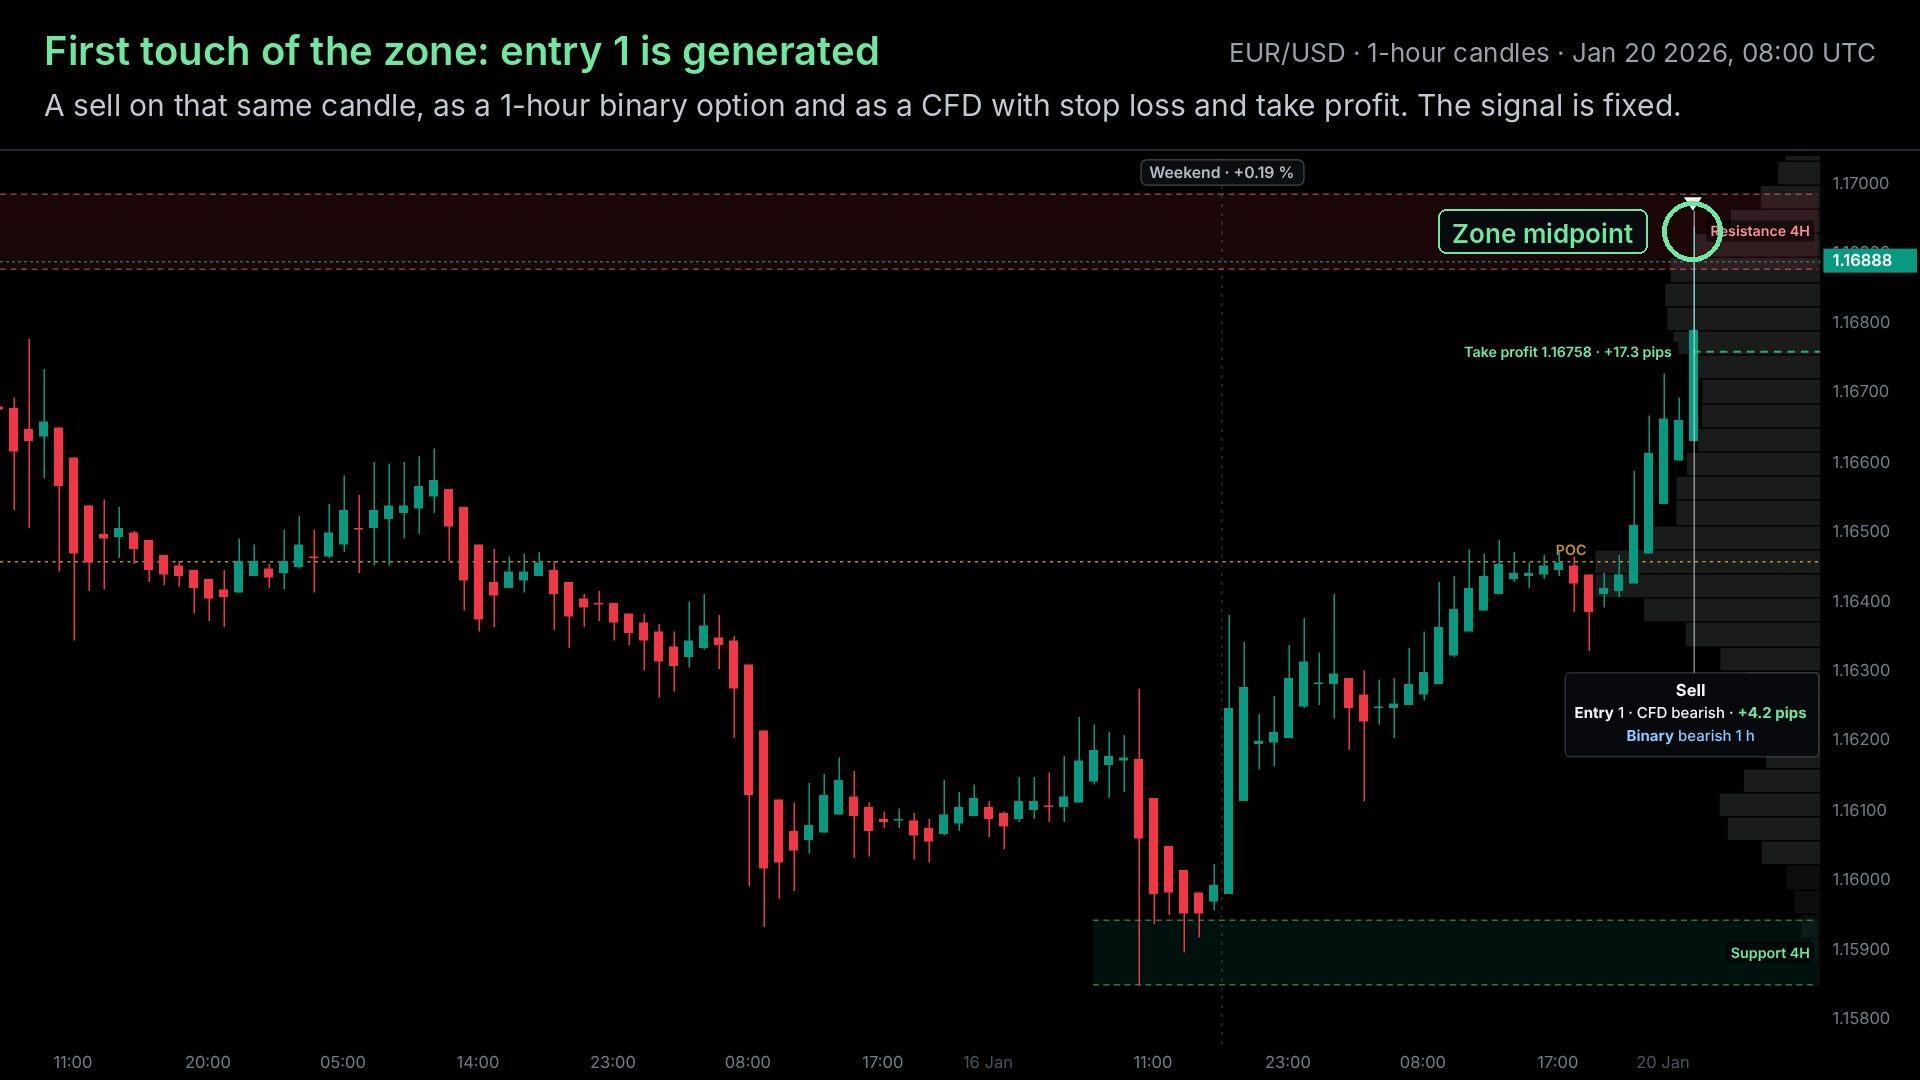 First touch of the zone: entry 1 is generated
EUR/USD · 1-hour candles · Jan 20 2026, 08:00 UTC
A sell on that same candle, as a 1-hour binary option and as a CFD with stop loss and take profit. The signal is fixed.
Weekend · +0.19 %
1.17000
Zone midpoint
Resistance 4H
1.16888
1.16800
Take profit 1.16758 · +17.3 pips
1.16700
1.16600
1.16500
POC
1.16400
1.16300
Sell
Entry 1 · CFD bearish · +4.2 pips
Binary bearish 1 h
1.16200
1.16100
1.16000
1.15900
Support 4H
1.15800
11:00 20:00 05:00 14:00 23:00 08:00 17:00 16 Jan 11:00 23:00 08:00 17:00 20 Jan